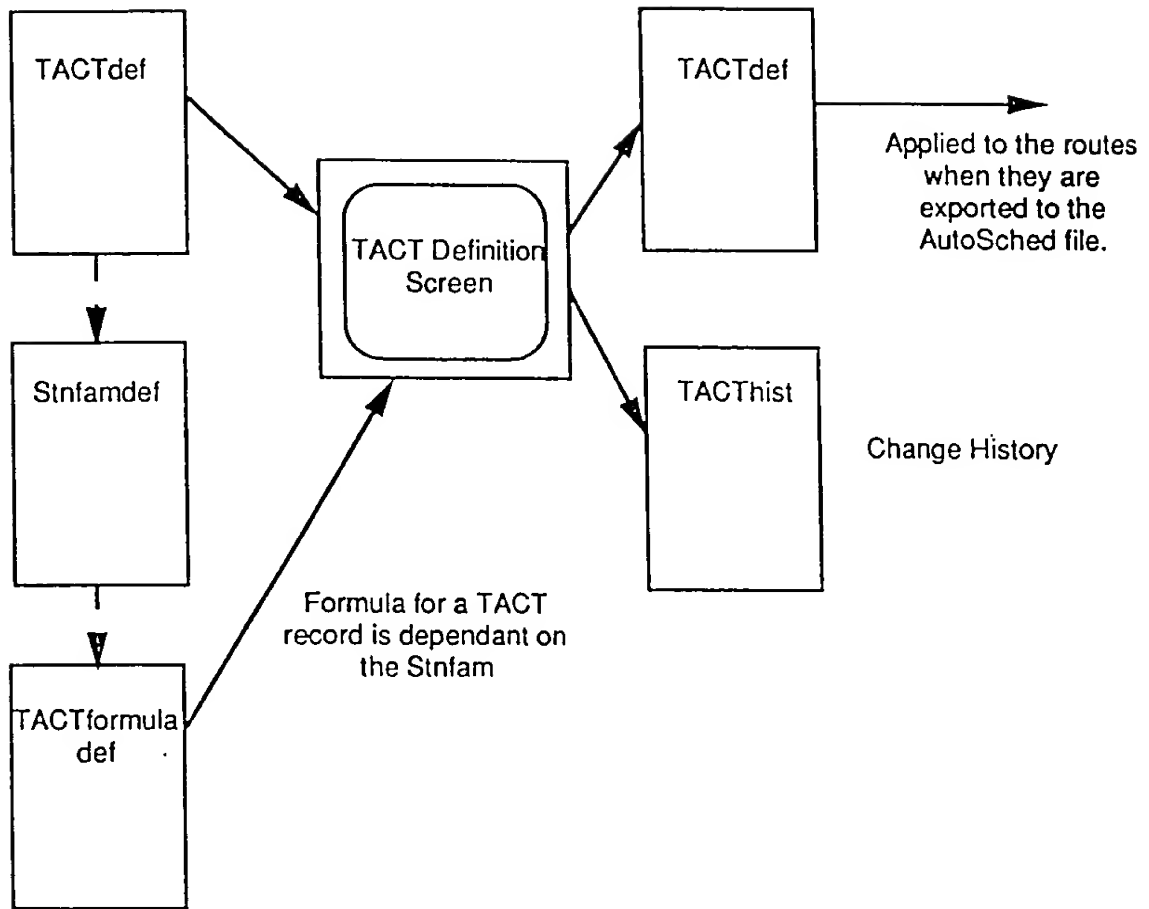 TACTdef
TACTdef
Applied to the routes
when they are
exported to the
AutoSched file.
TACT Definition
Screen
Stnfamdef
TACThist
Change History
Formula for a TACT
record is dependant on
the Stnfam
TACTformula
def